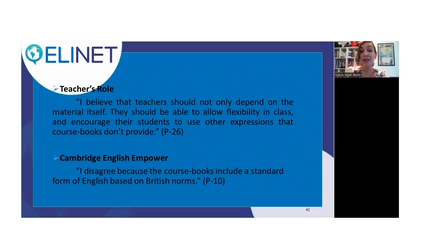 ELINET
Teacher's Role
"I believe that teachers should not only depend on the
material itself. They should be able to allow flexibility in class,
and encourage their students to use other expressions that
course-books don't provide." (P-26)
Cambridge English Empower
"I disagree because the course-books include a standard
form of English based on British norms." (P-10)